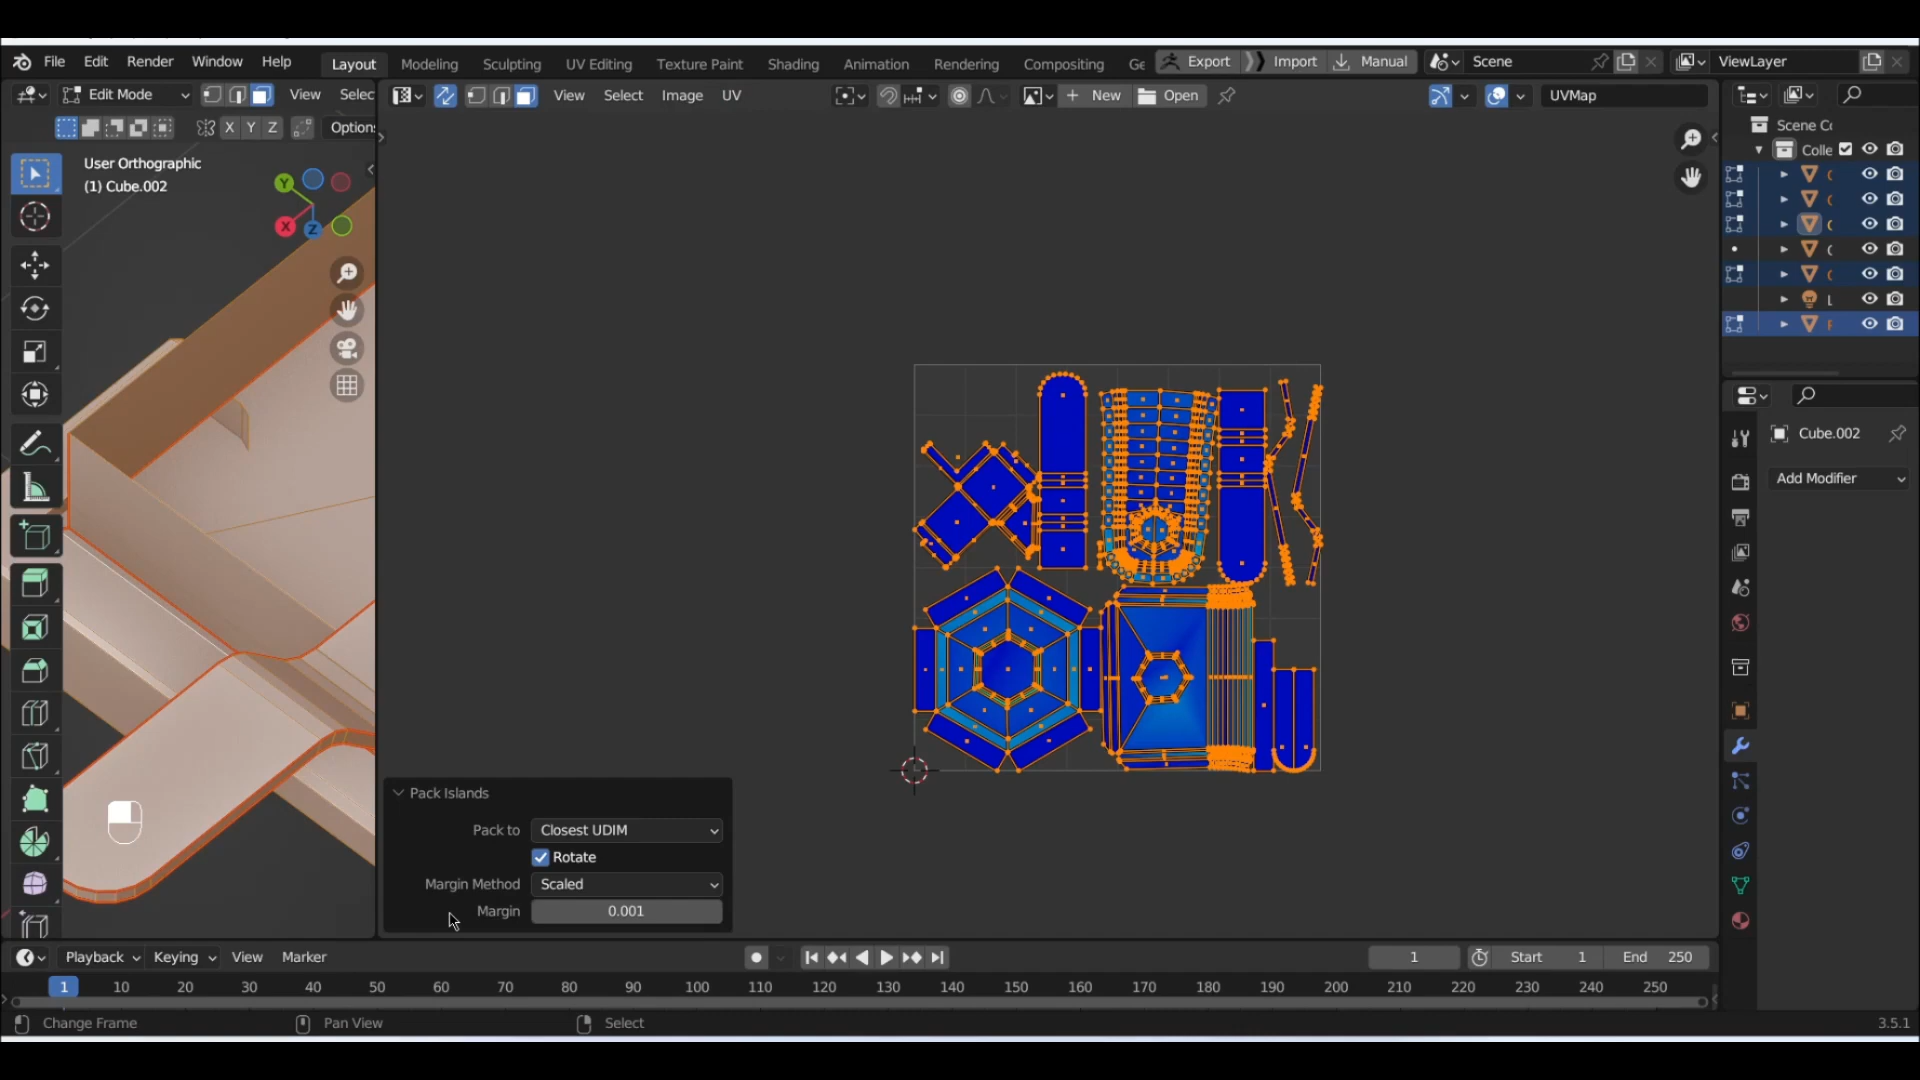 File Edit Render Window Help Layout Modeling Sculpting UV Editing Texture Paint Shading Animation Rendering Compositing Ge Export Import Manual Scene ViewLayer
Edit Mode View Selec View Select Image UV New Open UVMap
X Y Z Options
Scene Co
Colle
User Orthographic
(1) Cube.002
Y
X
Z
Cube.002
Add Modifier
Pack Islands
Pack to Closest UDIM
Rotate
Margin Method Scaled
Margin 0.001
Playback Keying View Marker 1 Start 1 End 250
1 10 20 30 40 50 60 70 80 90 100 110 120 130 140 150 160 170 180 190 200 210 220 230 240 250
Change Frame Pan View Select 3.5.1